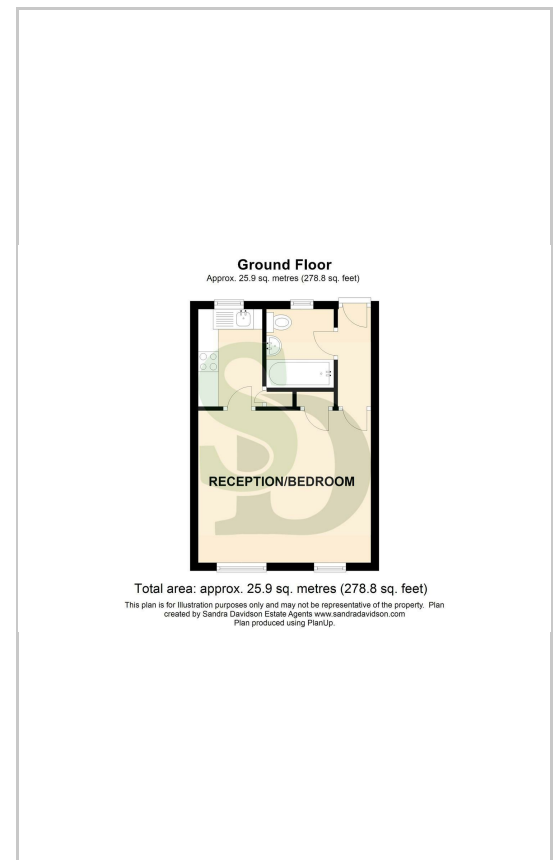 Ground Floor
Approx. 25.9 sq. metres (278.8 sq. feet)
SD
RECEPTION/BEDROOM
Total area: approx. 25.9 sq. metres (278.8 sq. feet)
This plan is for Illustration purposes only and may not be representative of the property. Plan
created by Sandra Davidson Estate Agents www.sandradavidson.com
Plan produced using PlanUp.